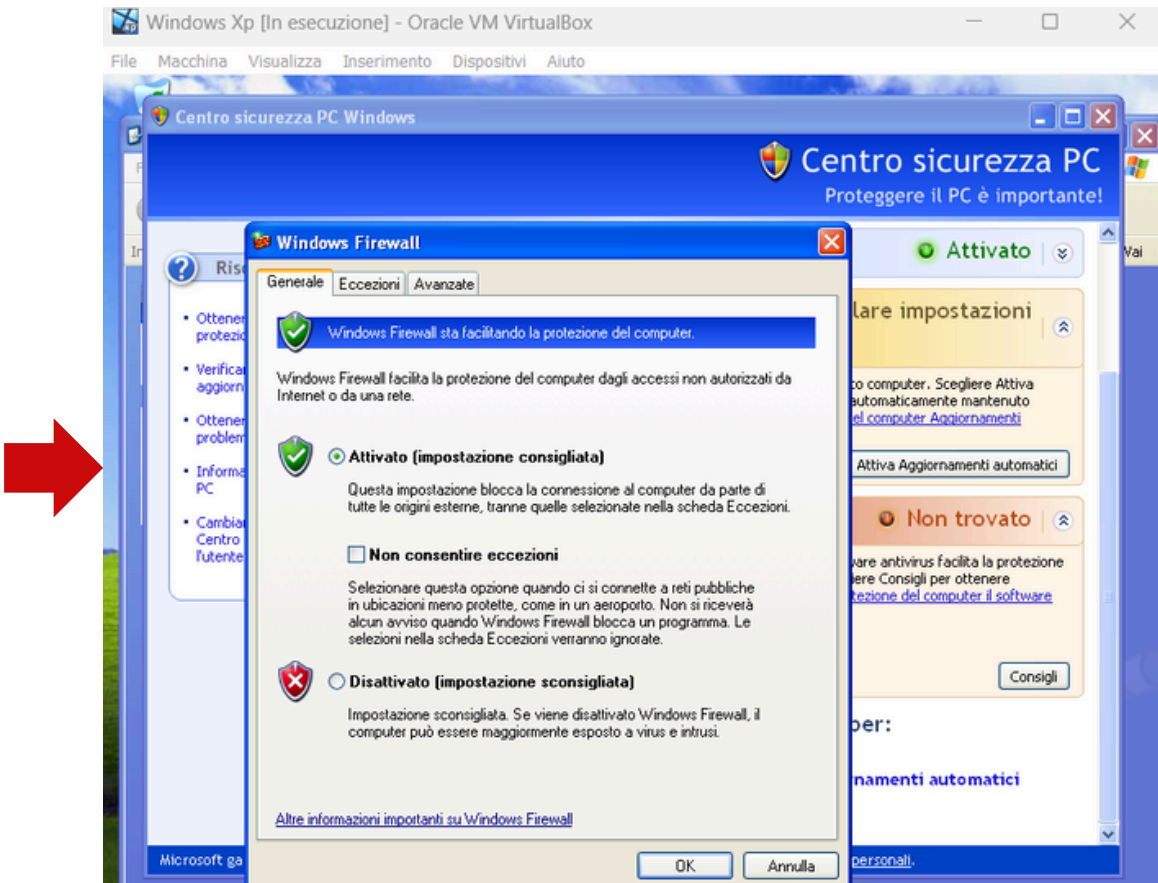 Windows Xp [In esecuzione] - Oracle VM VirtualBox
File Macchina Visualizza Inserimento Dispositivi Aiuto
Centro sicurezza PC Windows
Centro sicurezza PC
Proteggere il PC è importante!
Windows Firewall
Generale Eccezioni Avanzate
Windows Firewall sta facilitando la protezione del computer.
Windows Firewall facilita la protezione del computer dagli accessi non autorizzati da
Internet o da una rete.
Attivato (impostazione consigliata)
Questa impostazione blocca la connessione al computer da parte di
tutte le origini esterne, tranne quelle selezionate nella scheda Eccezioni.
Non consentire eccezioni
Selezionare questa opzione quando ci si connette a reti pubbliche
in ubicazioni meno protette, come in un aeroporto. Non si riceverà
alcun avviso quando Windows Firewall blocca un programma. Le
selezioni nella scheda Eccezioni verranno ignorate.
Disattivato (impostazione sconsigliata)
Impostazione sconsigliata. Se viene disattivato Windows Firewall, il
computer può essere maggiormente esposto a virus e intrusi.
Altre informazioni importanti su Windows Firewall
OK Annulla
PC
Centro
l'utente
Microsoft ga
Attivato
impostazioni
computer. Scegliere Attiva
automaticamente mantenuto
computer Aggiornamenti
Attiva Aggiornamenti automatici
Non trovato
antivirus facilita la protezione
Consigli per ottenere
del computer il software
Consigli
per:
automatici
personali.
Vai